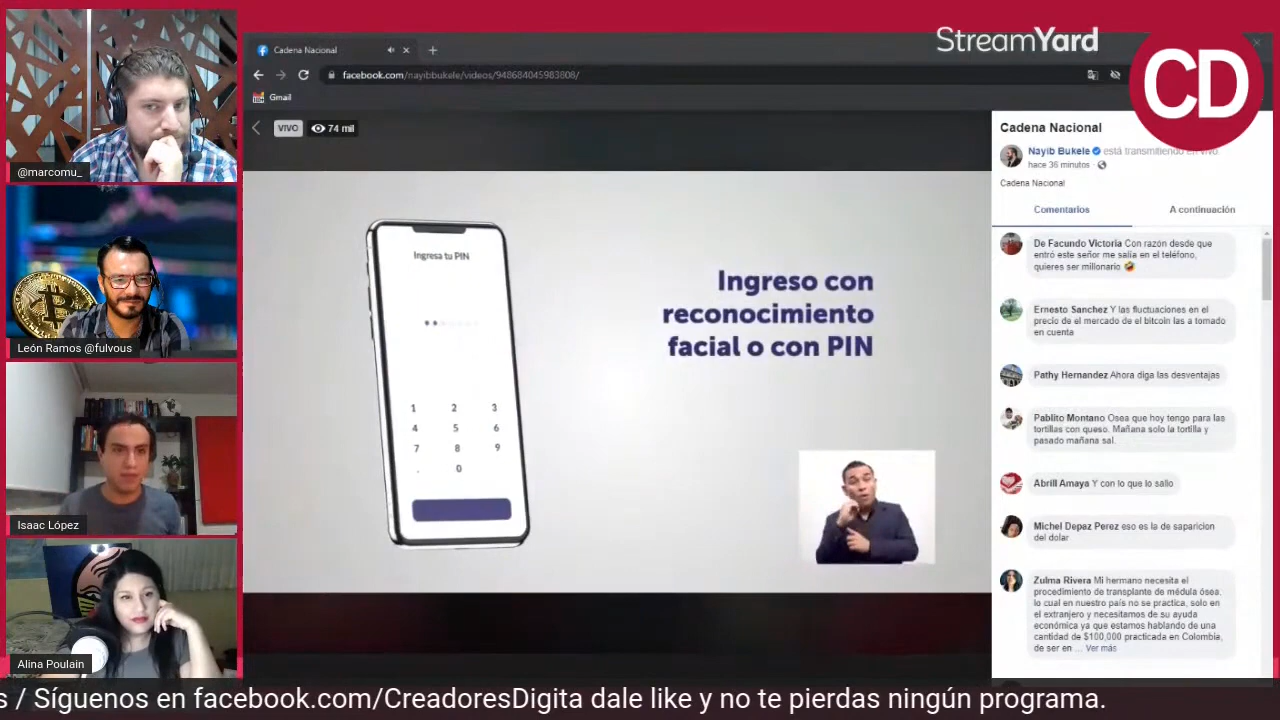 @marcomu_
León Ramos @fulvous
Isaac López
Alina Poulain
StreamYard
CD
Cadena Nacional
facebook.com/nayibbukele/videos/948684045983808/
Gmail
VIVO
74 mil
Ingresa tu PIN
1 2 3
4 5 6
7 8 9
. 0
Ingreso con
reconocimiento
facial o con PIN
Cadena Nacional
Nayib Bukele está transmitiendo en vivo.
hace 36 minutos
Cadena Nacional
Comentarios A continuación
De Facundo Victoria Con razón desde que
entró este señor me salía en el teléfono,
quieres ser millonario 🤣
Ernesto Sanchez Y las fluctuaciones en el
precio de el mercado de el bitcoin las a tomado
en cuenta
Pathy Hernandez Ahora diga las desventajas
Pablito Montano Osea que hoy tengo para las
tortillas con queso. Mañana solo la tortilla y
pasado mañana sal.
Abrill Amaya Y con lo que lo salio
Michel Depaz Perez eso es la de saparicion
del dolar
Zulma Rivera Mi hermano necesita el
procedimiento de transplante de médula ósea,
lo cual en nuestro país no se practica, solo en
el extranjero y necesitamos de su ayuda
económica ya que estamos hablando de una
cantidad de $100,000 practicada en Colombia,
de ser en ... Ver más
s / Síguenos en facebook.com/CreadoresDigita dale like y no te pierdas ningún programa.